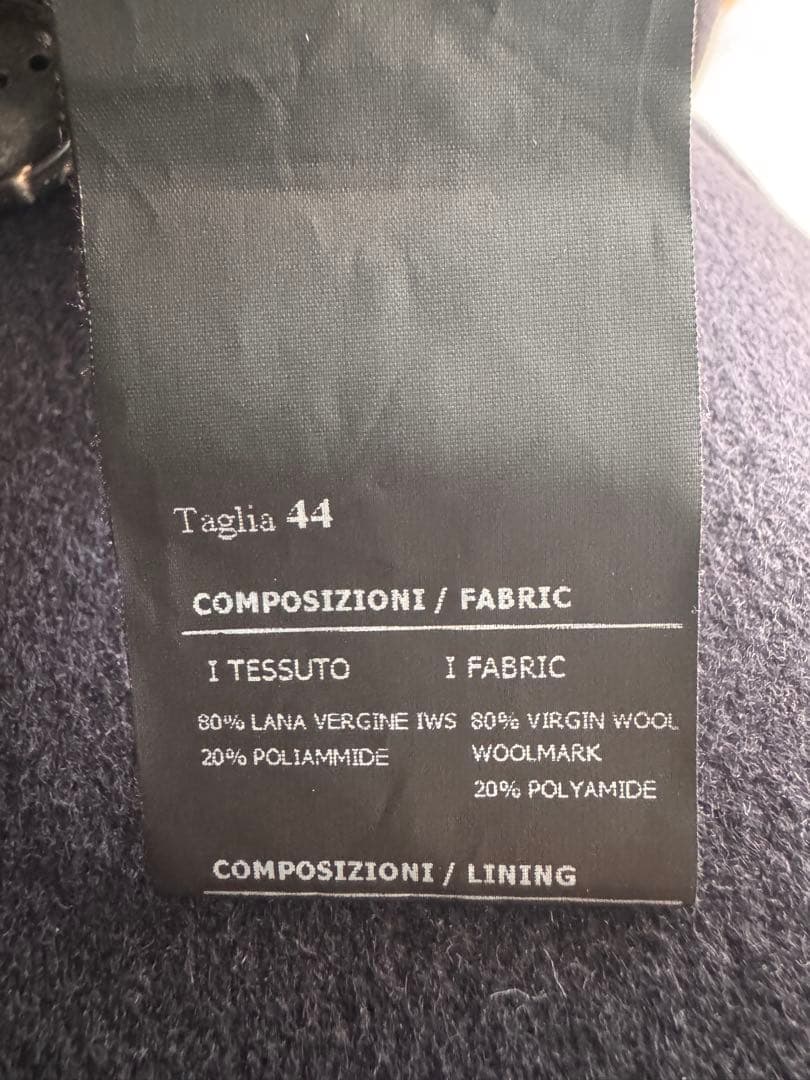 Taglia 44
COMPOSIZIONI / FABRIC
I TESSUTO I FABRIC
80% LANA VERGINE IWS 80% VIRGIN WOOL
20% POLIAMMIDE WOOLMARK
20% POLYAMIDE
COMPOSIZIONI / LINING